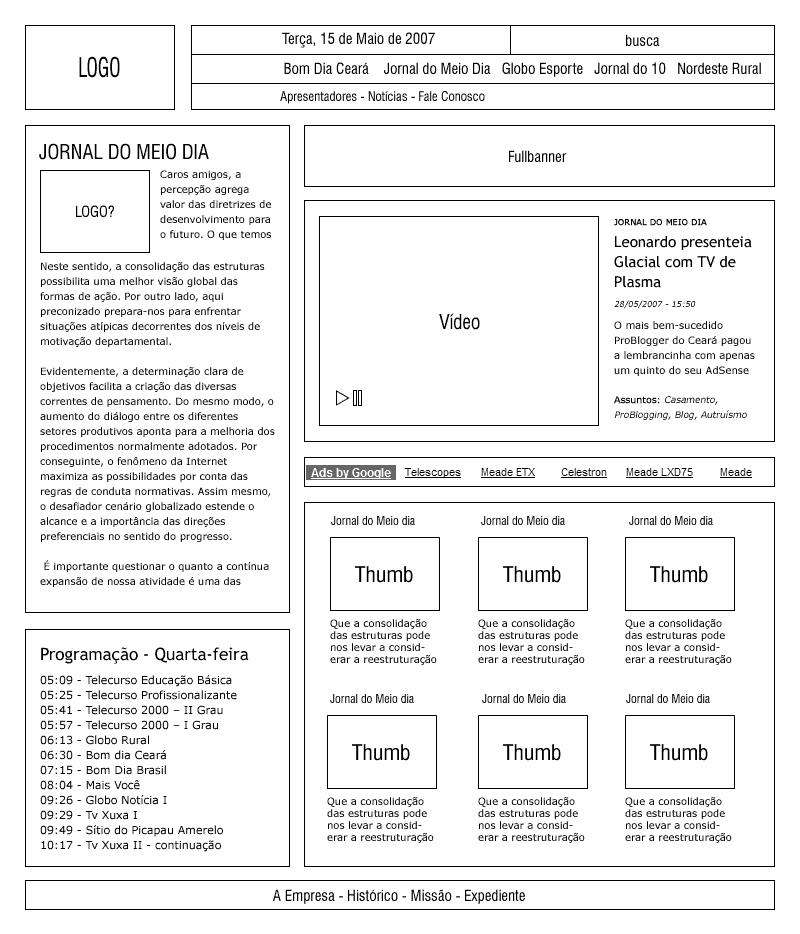 LOGO
Terça, 15 de Maio de 2007
busca
Bom Dia Ceará Jornal do Meio Dia Globo Esporte Jornal do 10 Nordeste Rural
Apresentadores - Notícias - Fale Conosco
JORNAL DO MEIO DIA
LOGO?
Caros amigos, a
percepção agrega
valor das diretrizes de
desenvolvimento para
o futuro. O que temos
Neste sentido, a consolidação das estruturas
possibilita uma melhor visão global das
formas de ação. Por outro lado, aqui
preconizado prepara-nos para enfrentar
situações atípicas decorrentes dos níveis de
motivação departamental.
Evidentemente, a determinação clara de
objetivos facilita a criação das diversas
correntes de pensamento. Do mesmo modo, o
aumento do diálogo entre os diferentes
setores produtivos aponta para a melhoria dos
procedimentos normalmente adotados. Por
conseguinte, o fenômeno da Internet
maximiza as possibilidades por conta das
regras de conduta normativas. Assim mesmo,
o desafiador cenário globalizado estende o
alcance e a importância das direções
preferenciais no sentido do progresso.
É importante questionar o quanto a contínua
expansão de nossa atividade é uma das
Programação - Quarta-feira
05:09 - Telecurso Educação Básica
05:25 - Telecurso Profissionalizante
05:41 - Telecurso 2000 – II Grau
05:57 - Telecurso 2000 – I Grau
06:13 - Globo Rural
06:30 - Bom dia Ceará
07:15 - Bom Dia Brasil
08:04 - Mais Você
09:26 - Globo Notícia I
09:29 - Tv Xuxa I
09:49 - Sítio do Picapau Amerelo
10:17 - Tv Xuxa II - continuação
Fullbanner
Vídeo
JORNAL DO MEIO DIA
Leonardo presenteia
Glacial com TV de
Plasma
28/05/2007 - 15:50
O mais bem-sucedido
ProBlogger do Ceará pagou
a lembrancinha com apenas
um quinto do seu AdSense
Assuntos: Casamento,
ProBlogging, Blog, Autruísmo
Ads by Google Telescopes Meade ETX Celestron Meade LXD75 Meade
Jornal do Meio dia
Thumb
Que a consolidação
das estruturas pode
nos levar a consid-
erar a reestruturação
Jornal do Meio dia
Thumb
Que a consolidação
das estruturas pode
nos levar a consid-
erar a reestruturação
Jornal do Meio dia
Thumb
Que a consolidação
das estruturas pode
nos levar a consid-
erar a reestruturação
Jornal do Meio dia
Thumb
Que a consolidação
das estruturas pode
nos levar a consid-
erar a reestruturação
Jornal do Meio dia
Thumb
Que a consolidação
das estruturas pode
nos levar a consid-
erar a reestruturação
Jornal do Meio dia
Thumb
Que a consolidação
das estruturas pode
nos levar a consid-
erar a reestruturação
A Empresa - Histórico - Missão - Expediente